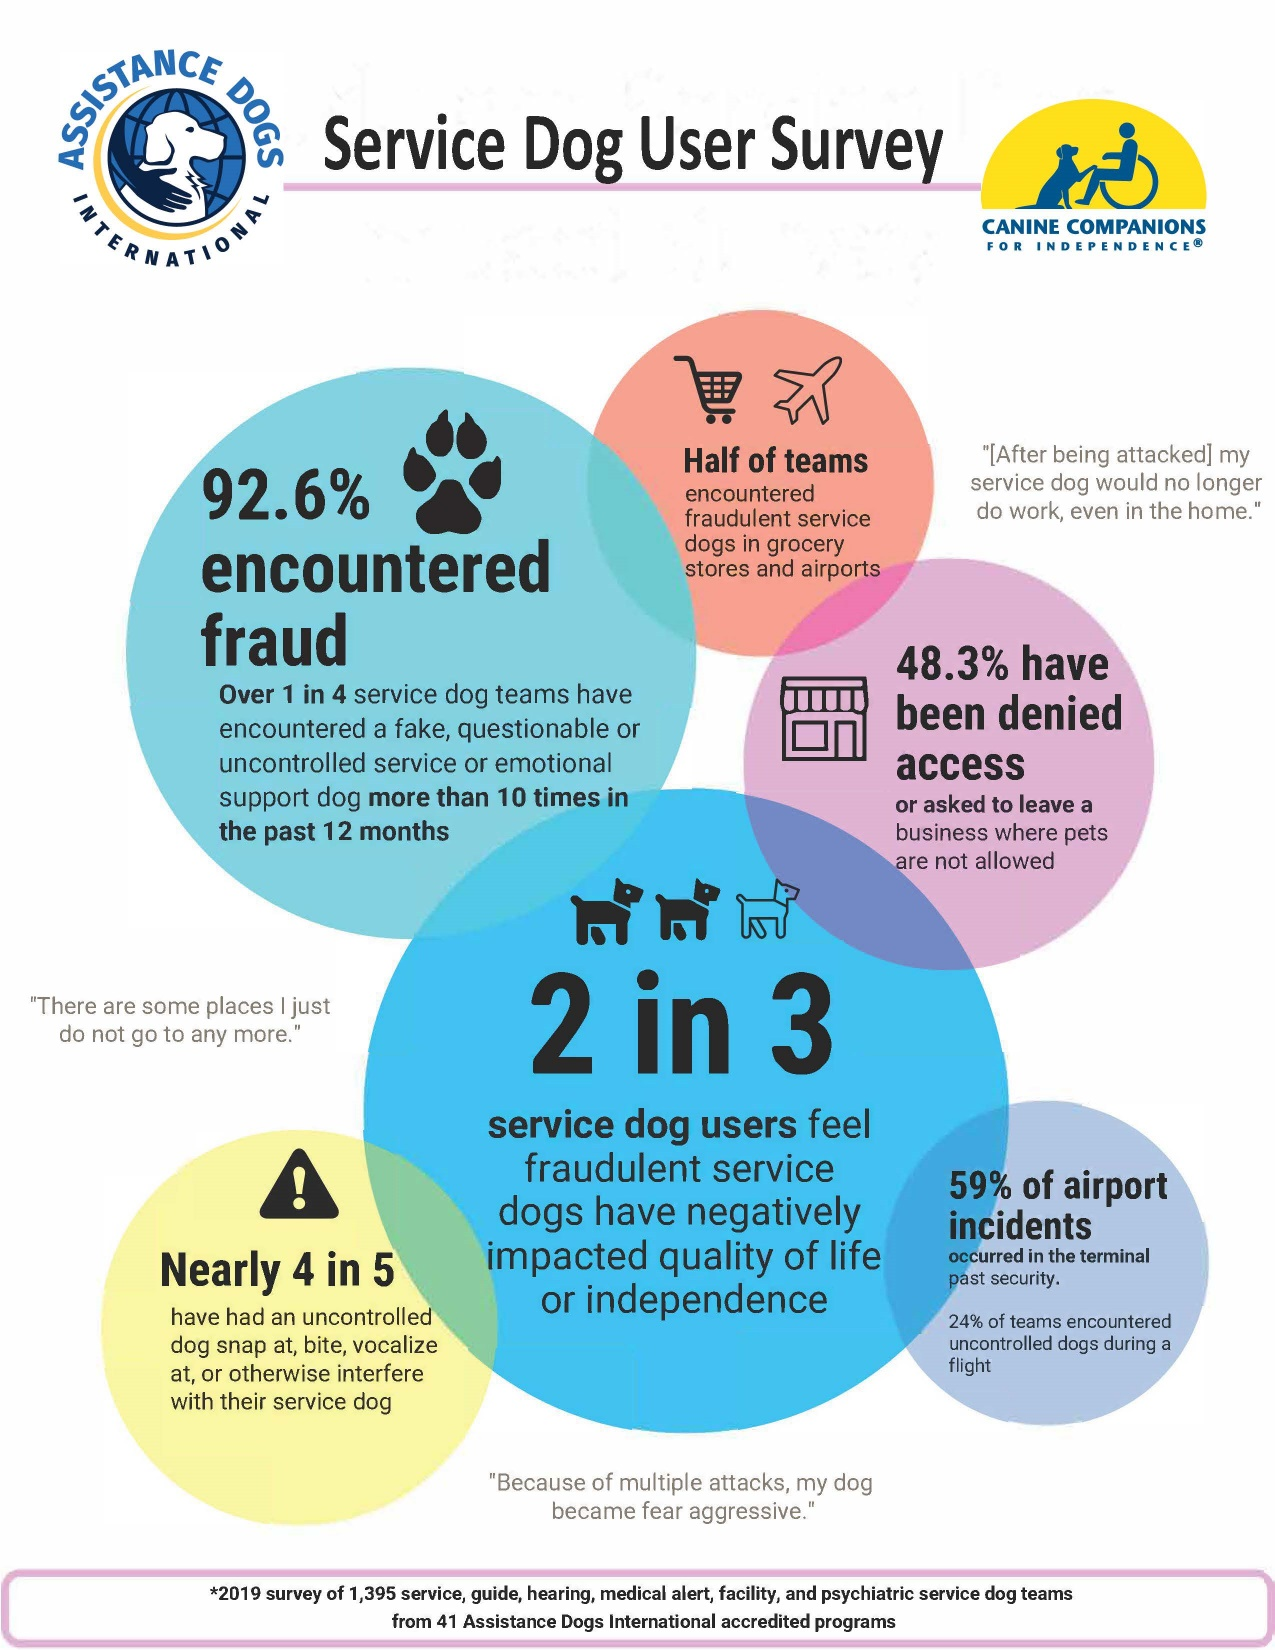 ASSISTANCE DOGS
INTERNATIONAL
Service Dog User Survey
CANINE COMPANIONS
FOR INDEPENDENCE®
Half of teams
encountered
fraudulent service
dogs in grocery
stores and airports
"[After being attacked] my
service dog would no longer
do work, even in the home."
92.6%
encountered
fraud
Over 1 in 4 service dog teams have
encountered a fake, questionable or
uncontrolled service or emotional
support dog more than 10 times in
the past 12 months
48.3% have
been denied
access
or asked to leave a
business where pets
are not allowed
2 in 3
service dog users feel
fraudulent service
dogs have negatively
impacted quality of life
or independence
"There are some places I just
do not go to any more."
Nearly 4 in 5
have had an uncontrolled
dog snap at, bite, vocalize
at, or otherwise interfere
with their service dog
59% of airport
incidents
occurred in the terminal
past security.
24% of teams encountered
uncontrolled dogs during a
flight
"Because of multiple attacks, my dog
became fear aggressive."
*2019 survey of 1,395 service, guide, hearing, medical alert, facility, and psychiatric service dog teams
from 41 Assistance Dogs International accredited programs